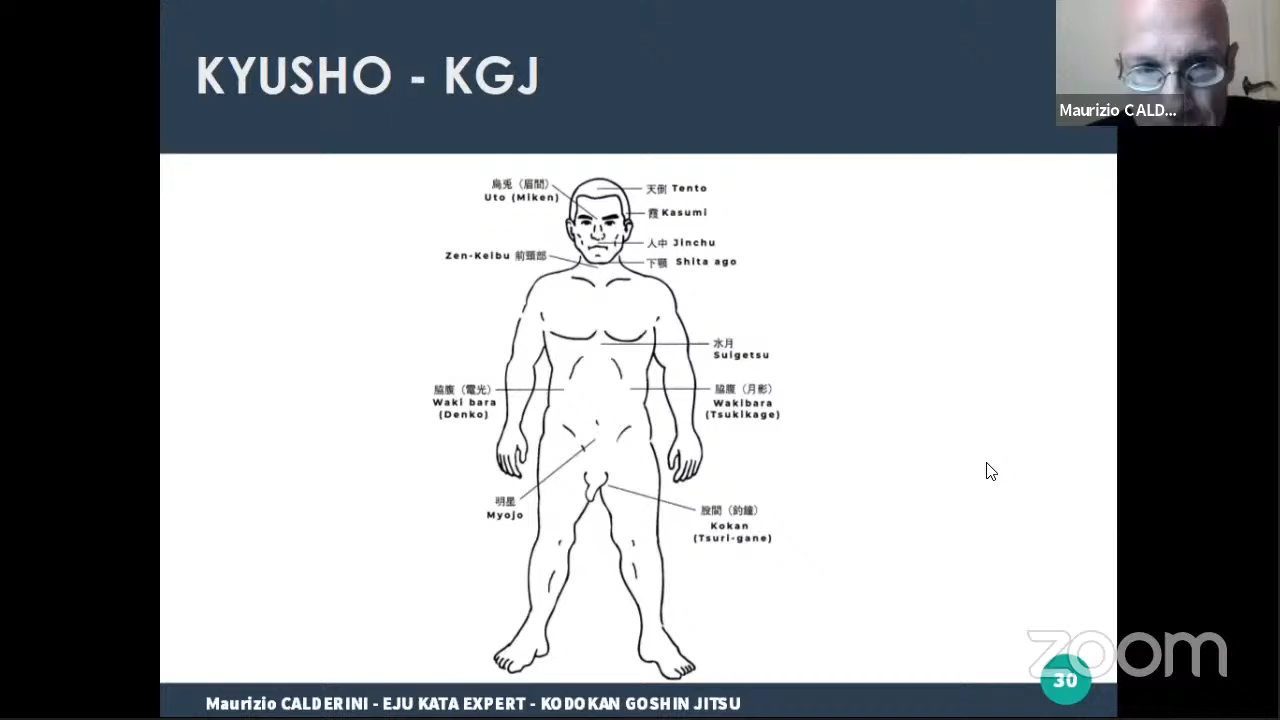 KYUSHO - KGJ
Maurizio CALD...
烏兎（眉間）
Uto (Miken)
天倒 Tento
霞 Kasumi
人中 Jinchu
Zen-Keibu 前頸部
下顎 Shita ago
水月
Suigetsu
脇腹（電光）
Waki bara
(Denko)
脇腹（月影）
Wakibara
(Tsukikage)
明星
Myojo
股間（釣鐘）
Kokan
(Tsuri-gane)
zoom
30
Maurizio CALDERINI - EJU KATA EXPERT - KODOKAN GOSHIN JITSU